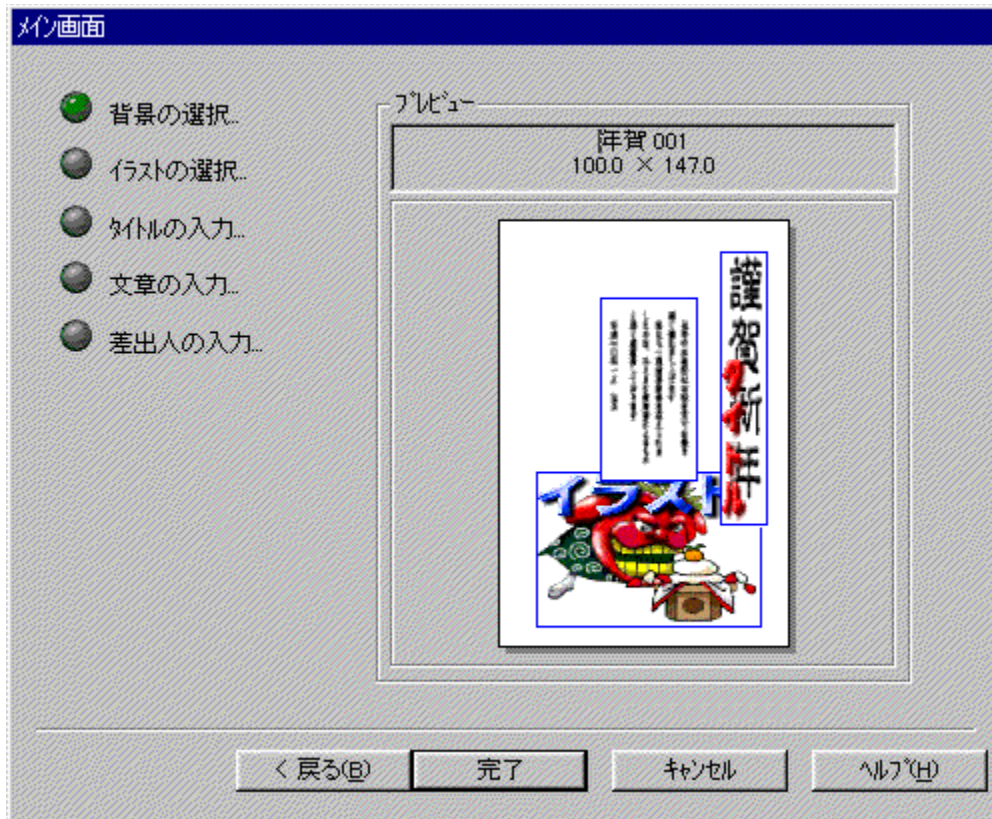 ﾒｲﾝ画面
背景の選択...
ｲﾗｽﾄの選択...
ﾀｲﾄﾙの入力...
文章の入力...
差出人の入力...
ﾌﾟﾚﾋﾞｭｰ
年賀 001
100.0 × 147.0
謹賀新年
タイトル
イラスト
< 戻る(B)
完了
ｷｬﾝｾﾙ
ﾍﾙﾌﾟ(H)